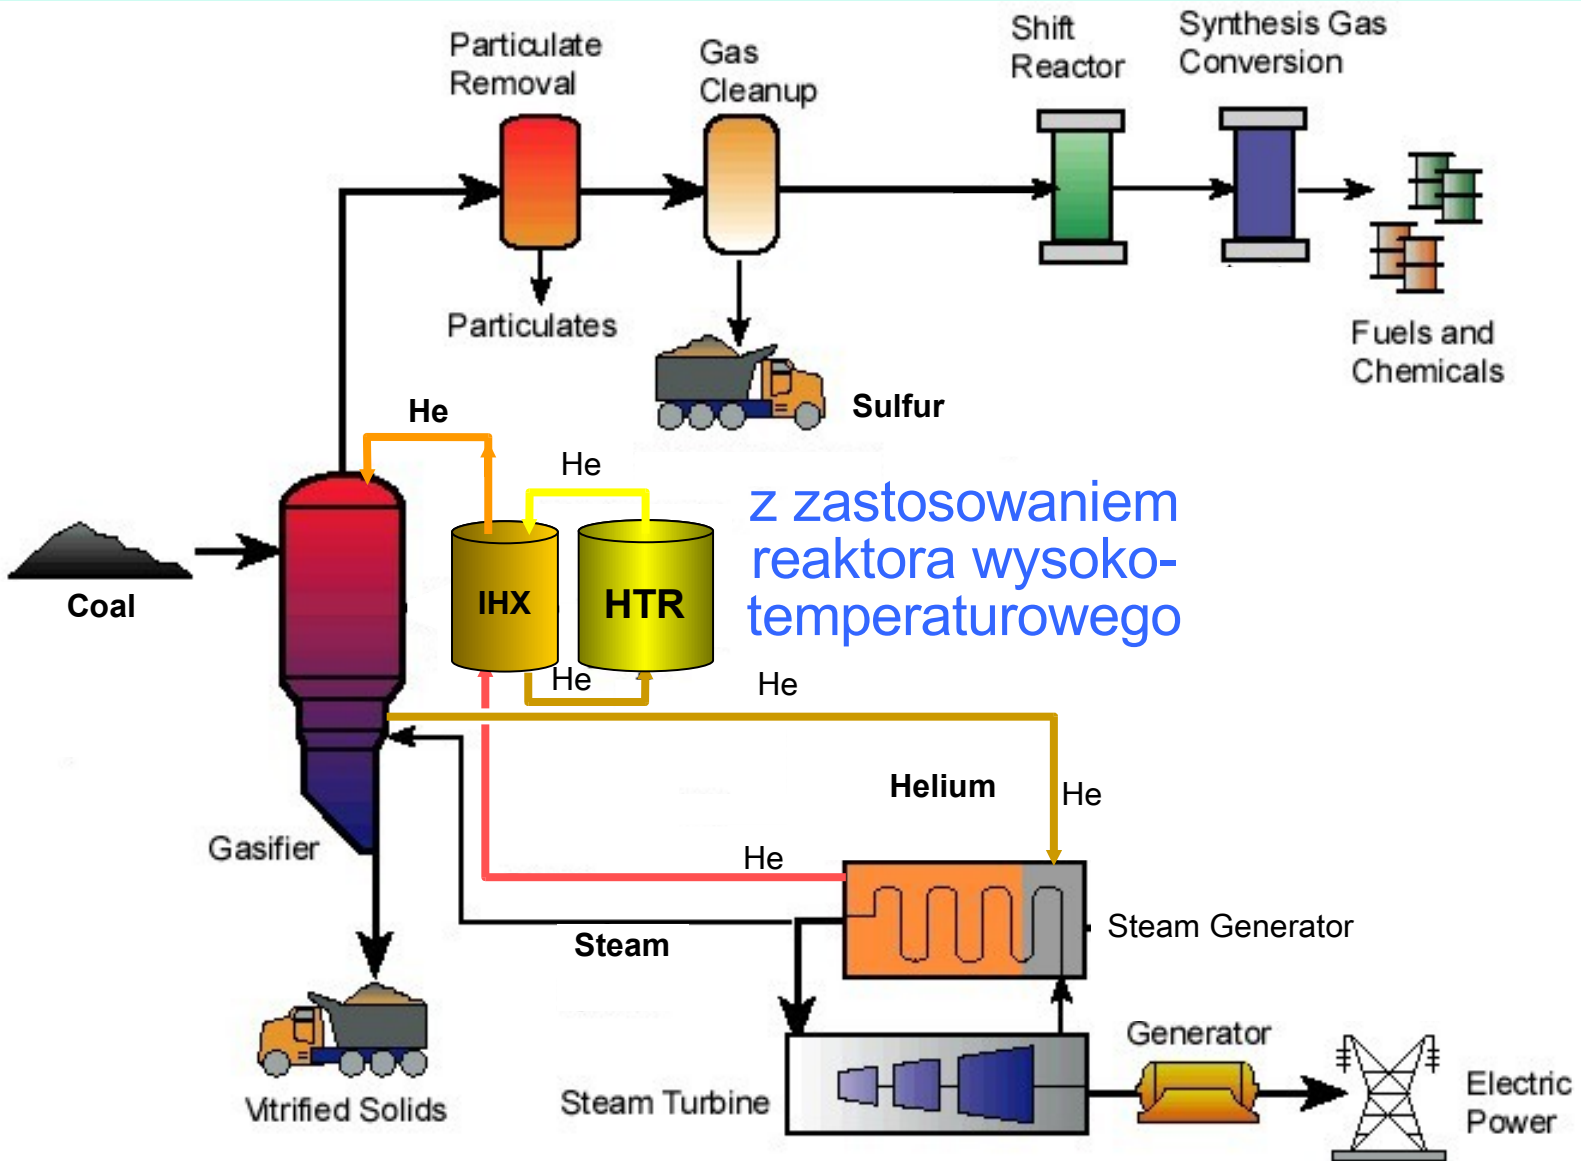 Particulate
Removal
Gas
Cleanup
Shift
Reactor
Synthesis Gas
Conversion
Particulates
Fuels and
Chemicals
Sulfur
He
He
z zastosowaniem
reaktora wysoko-
temperaturowego
Coal
IHX
HTR
He
He
Helium
He
Gasifier
He
Steam
Steam Generator
Vitrified Solids
Steam Turbine
Generator
Electric
Power